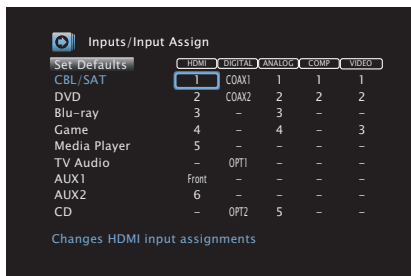 Inputs/Input Assign
Set Defaults HDMI DIGITAL ANALOG COMP VIDEO
CBL/SAT 1 COAX1 1 1 1
DVD 2 COAX2 2 2 2
Blu-ray 3 – 3 – –
Game 4 – 4 – 3
Media Player 5 – – – –
TV Audio – OPT1 – – –
AUX1 Front – – – –
AUX2 6 – – – –
CD – OPT2 5 – –
Changes HDMI input assignments